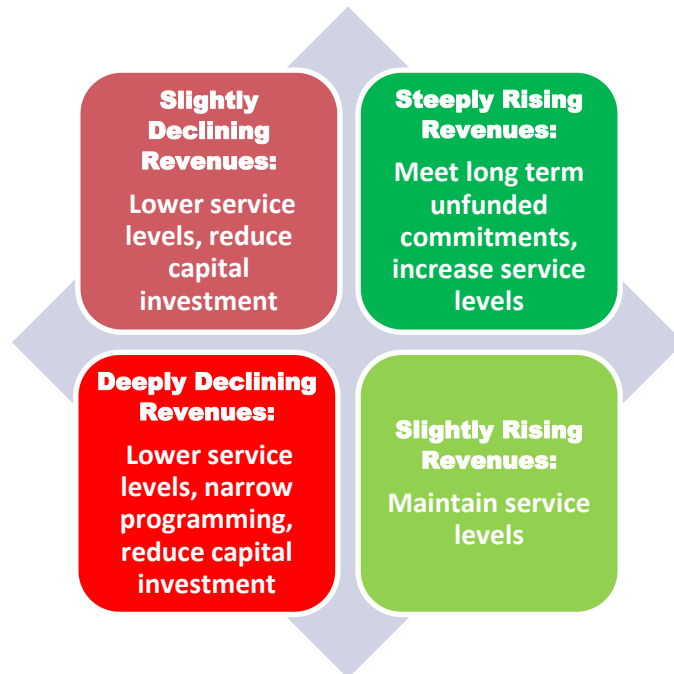 Slightly
Declining
Revenues:
Lower service
levels, reduce
capital
investment
Steeply Rising
Revenues:
Meet long term
unfunded
commitments,
increase service
levels
Deeply Declining
Revenues:
Lower service
levels, narrow
programming,
reduce capital
investment
Slightly Rising
Revenues:
Maintain service
levels